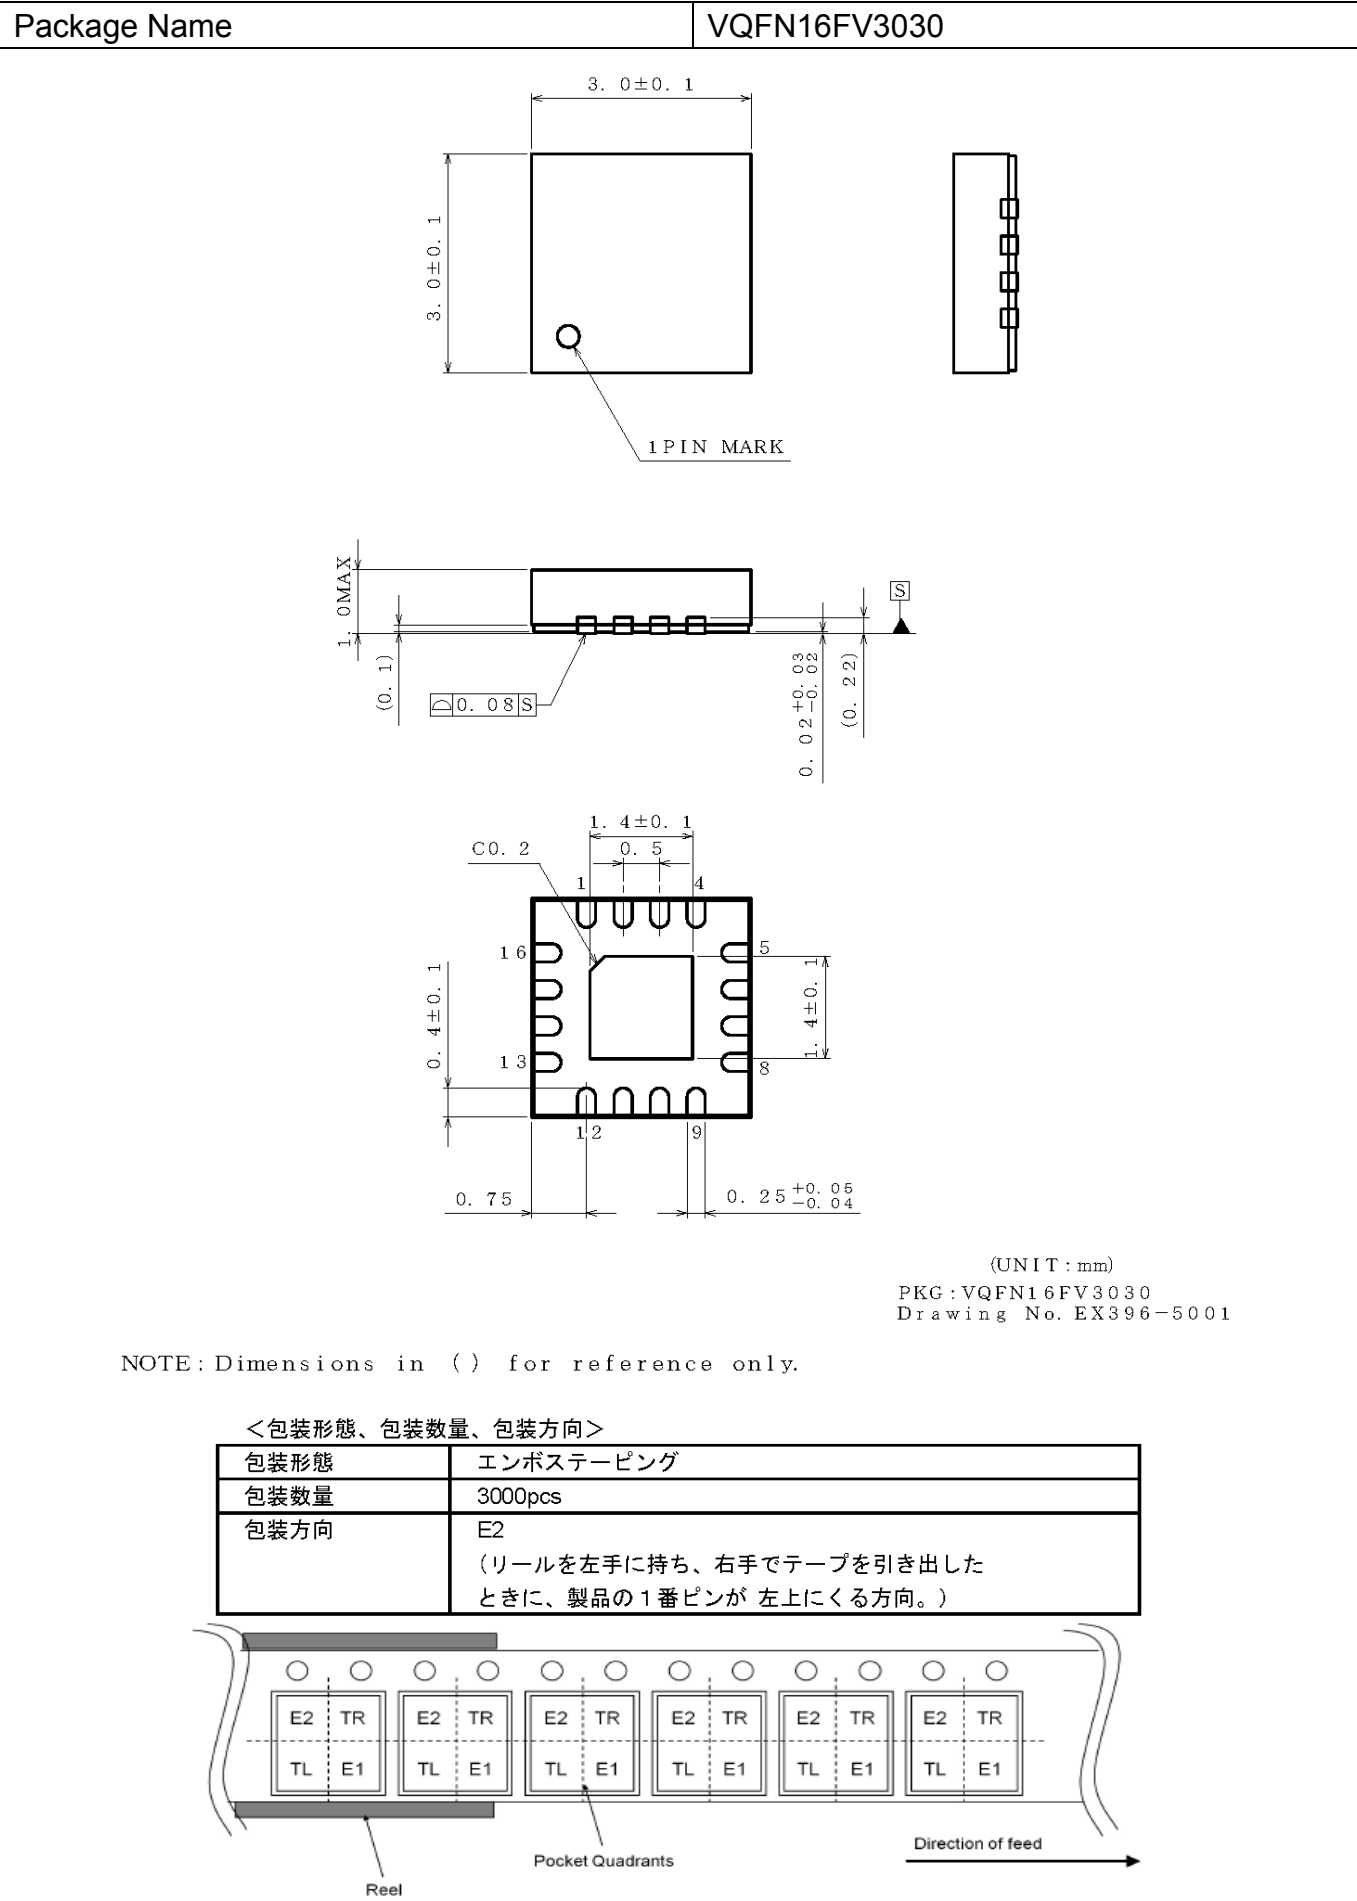 Package Name
VQFN16FV3030
3. 0±0. 1
3. 0±0. 1
1PIN MARK
1. 0MAX
(0. 1)
⌓0. 08S
0. 02+0. 03 −0. 02
(0. 22)
S
1. 4±0. 1
C0. 2
0. 5
1
4
16
5
0. 4±0. 1
1. 4±0. 1
13
8
12
9
0. 75
0. 25+0. 05 −0. 04
(UNIT:mm)
PKG:VQFN16FV3030
Drawing No. EX396-5001
NOTE:Dimensions in () for reference only.
<包装形態、包装数量、包装方向>
包装形態
エンボステーピング
包装数量
3000pcs
包装方向
E2
(リールを左手に持ち、右手でテープを引き出した
ときに、製品の1番ピンが 左上にくる方向。)
E2 TR E2 TR E2 TR E2 TR E2 TR E2 TR
TL E1 TL E1 TL E1 TL E1 TL E1 TL E1
Direction of feed
Pocket Quadrants
Reel